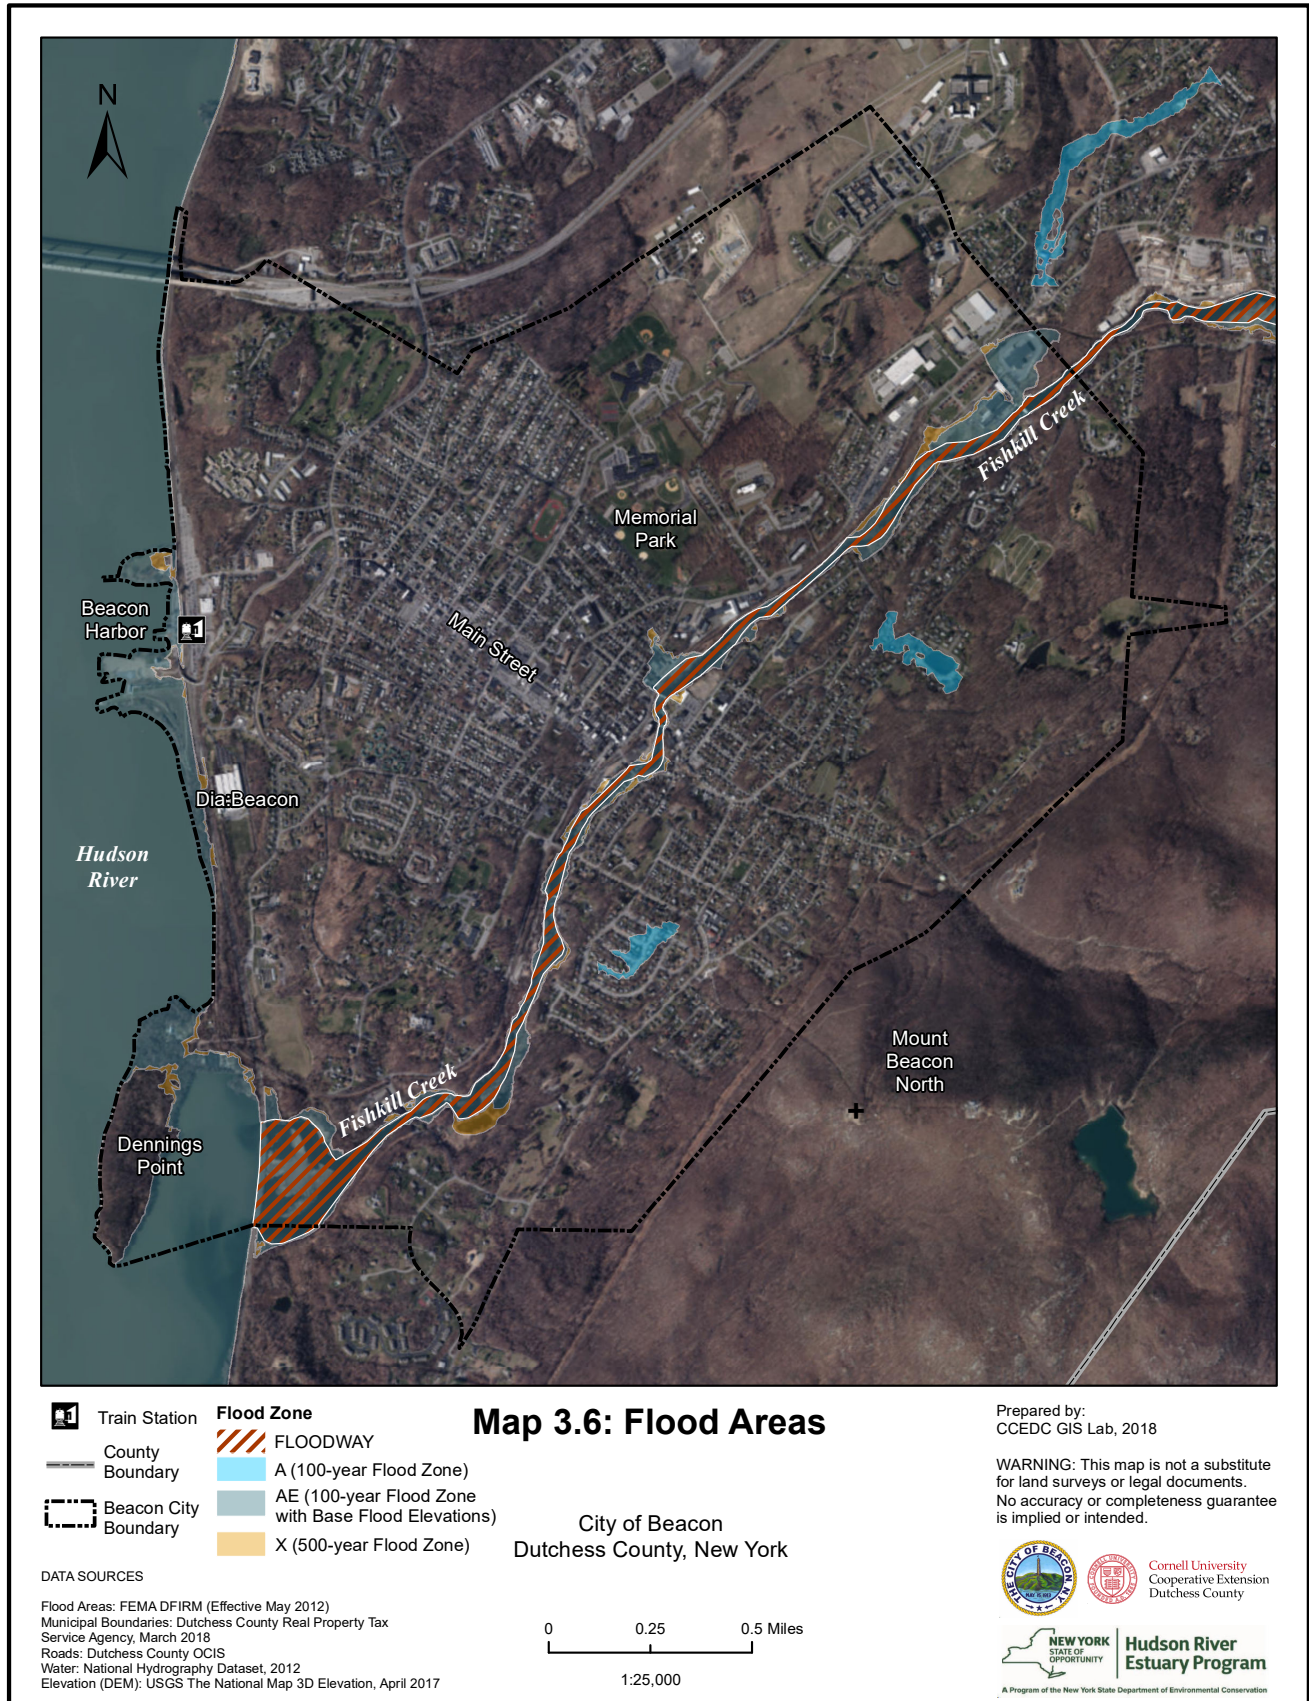 N
Fishkill Creek
Memorial
Park
Beacon
Harbor
Main Street
Dia:Beacon
Hudson
River
Mount
Beacon
North
Fishkill Creek
Dennings
Point
Train Station
County
Boundary
Beacon City
Boundary
Flood Zone
FLOODWAY
A (100-year Flood Zone)
AE (100-year Flood Zone
with Base Flood Elevations)
X (500-year Flood Zone)
Map 3.6: Flood Areas
City of Beacon
Dutchess County, New York
0 0.25 0.5 Miles
1:25,000
DATA SOURCES
Flood Areas: FEMA DFIRM (Effective May 2012)
Municipal Boundaries: Dutchess County Real Property Tax
Service Agency, March 2018
Roads: Dutchess County OCIS
Water: National Hydrography Dataset, 2012
Elevation (DEM): USGS The National Map 3D Elevation, April 2017
Prepared by:
CCEDC GIS Lab, 2018
WARNING: This map is not a substitute
for land surveys or legal documents.
No accuracy or completeness guarantee
is implied or intended.
THE CITY OF BEACON, N.Y.
MAY 15, 1913
Cornell University
Cooperative Extension
Dutchess County
NEW YORK
STATE OF
OPPORTUNITY
Hudson River
Estuary Program
A Program of the New York State Department of Environmental Conservation